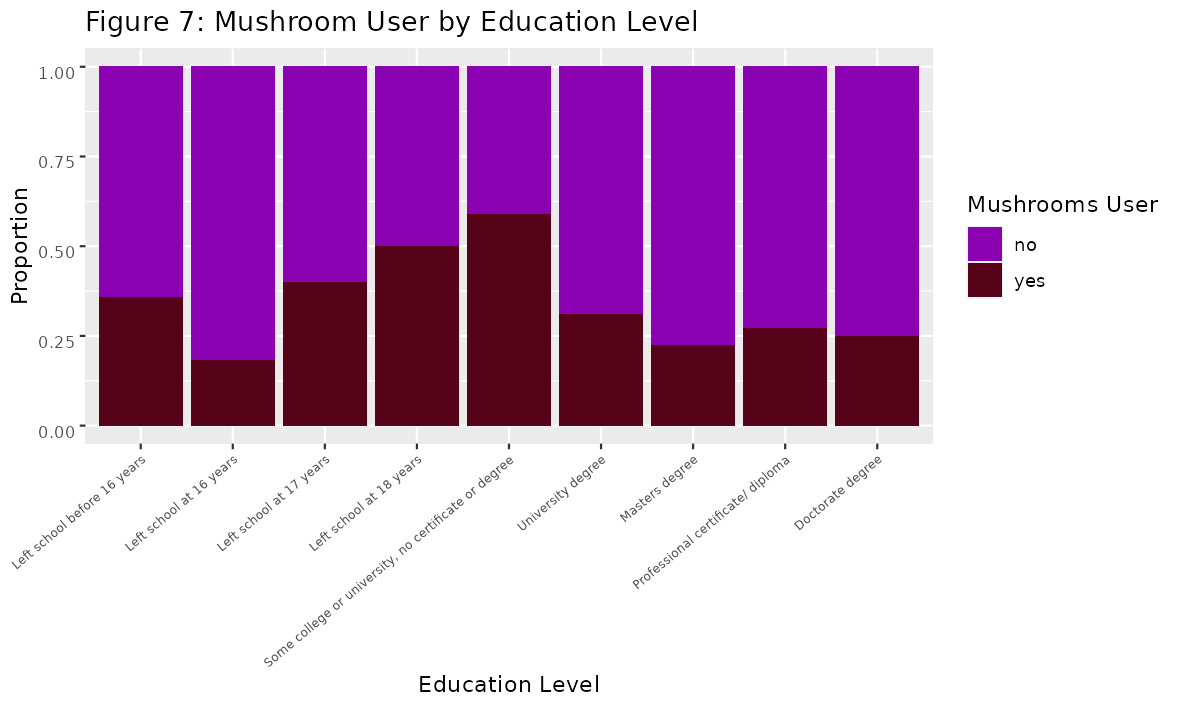 Figure 7: Mushroom User by Education Level
Proportion
1.00
0.75
0.50
0.25
0.00
Left school before 16 years
Left school at 16 years
Left school at 17 years
Left school at 18 years
Some college or university, no certificate or degree
University degree
Masters degree
Professional certificate/ diploma
Doctorate degree
Education Level
Mushrooms User
no
yes